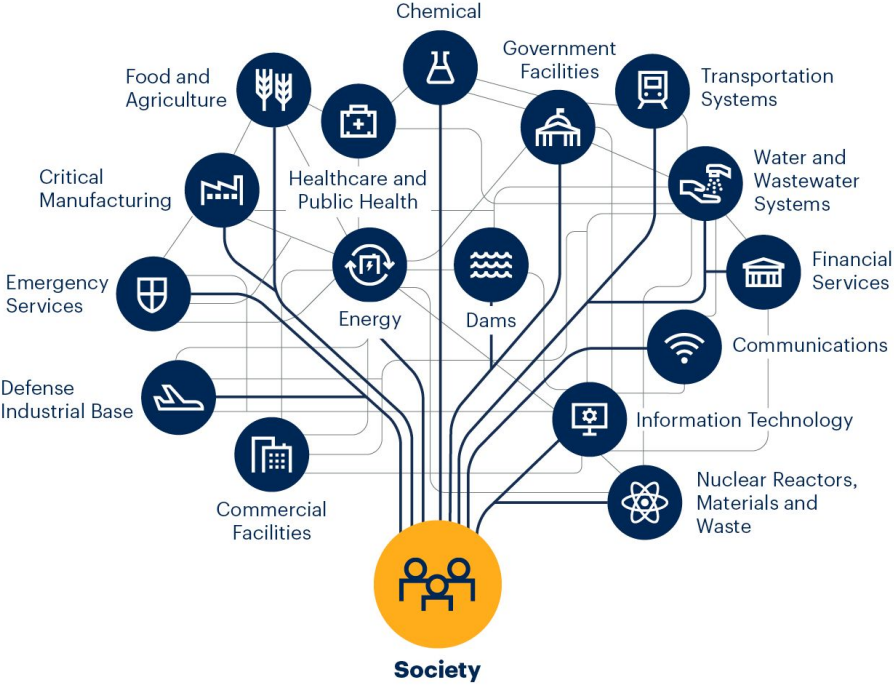 Chemical
Government
Facilities
Food and
Agriculture
Transportation
Systems
Critical
Manufacturing
Healthcare and
Public Health
Water and
Wastewater
Systems
Emergency
Services
Energy
Dams
Financial
Services
Communications
Defense
Industrial Base
Information Technology
Commercial
Facilities
Nuclear Reactors,
Materials and
Waste
Society